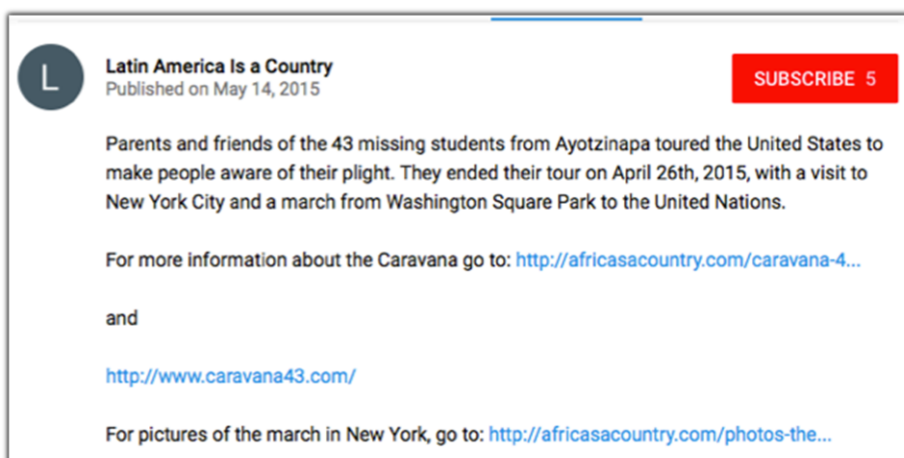 L
Latin America Is a Country
SUBSCRIBE 5
Published on May 14, 2015
Parents and friends of the 43 missing students from Ayotzinapa toured the United States to
make people aware of their plight. They ended their tour on April 26th, 2015, with a visit to
New York City and a march from Washington Square Park to the United Nations.
For more information about the Caravana go to: http://africasacountry.com/caravana-4...
and
http://www.caravana43.com/
For pictures of the march in New York, go to: http://africasacountry.com/photos-the...